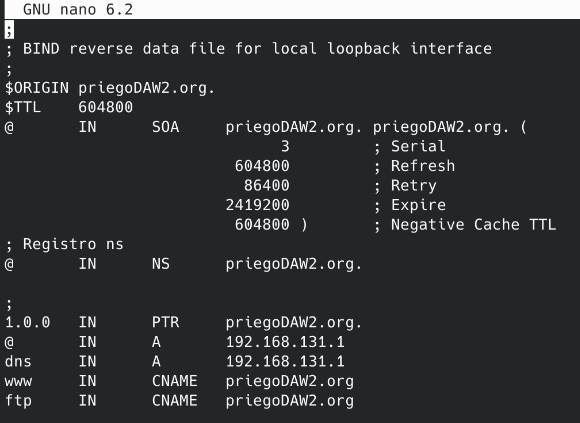 GNU nano 6.2
;
; BIND reverse data file for local loopback interface
;
$ORIGIN priegoDAW2.org.
$TTL    604800
@       IN      SOA     priegoDAW2.org. priegoDAW2.org. (
                              3         ; Serial
                         604800         ; Refresh
                          86400         ; Retry
                        2419200         ; Expire
                         604800 )       ; Negative Cache TTL
; Registro ns
@       IN      NS      priegoDAW2.org.
;
1.0.0   IN      PTR     priegoDAW2.org.
@       IN      A       192.168.131.1
dns     IN      A       192.168.131.1
www     IN      CNAME   priegoDAW2.org
ftp     IN      CNAME   priegoDAW2.org